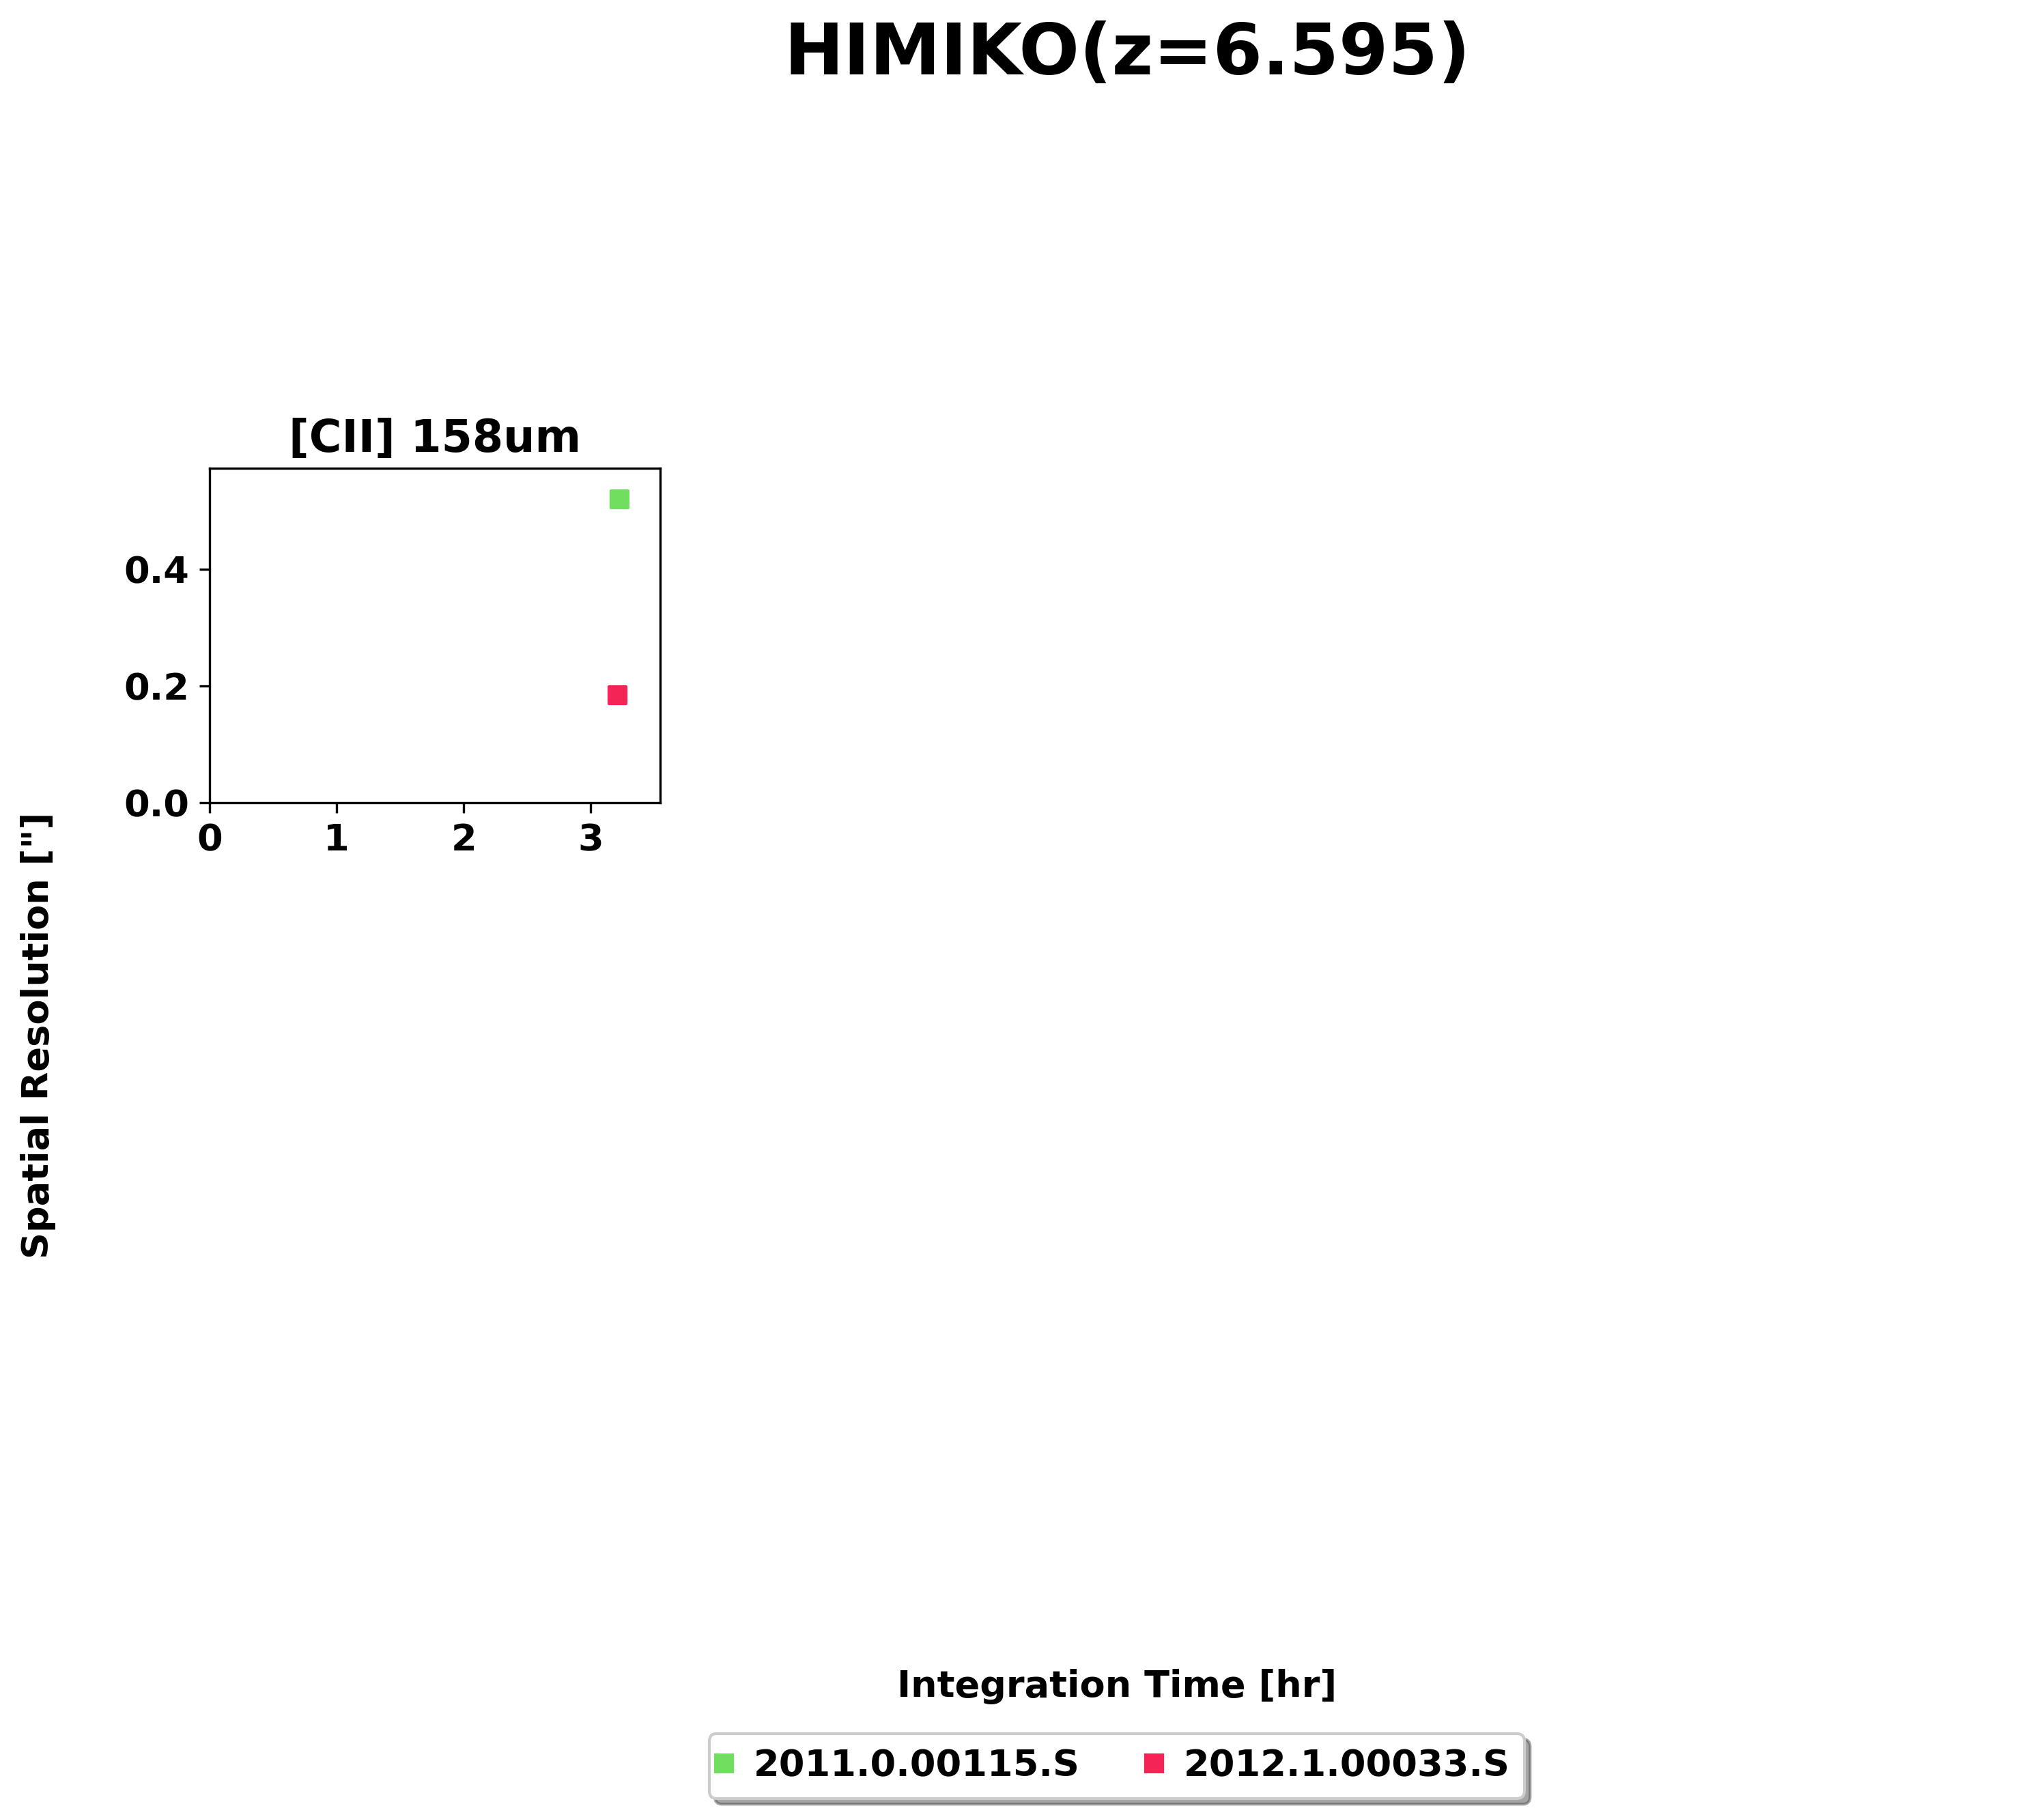 HIMIKO(z=6.595)
[CII] 158um
0.4
0.2
0.0
0 1 2 3
Spatial Resolution ["]
Integration Time [hr]
2011.0.00115.S 2012.1.00033.S